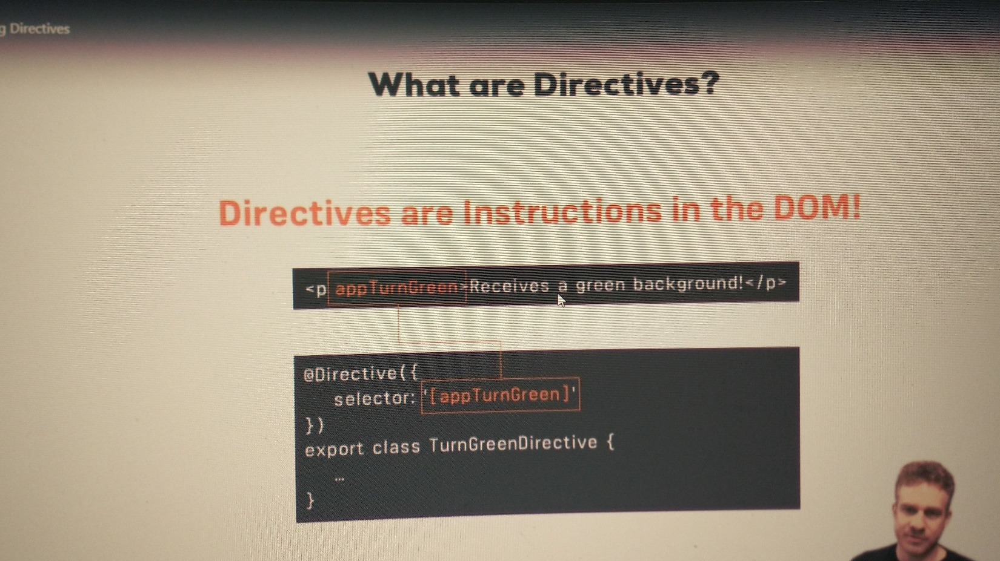 g Directives
What are Directives?
Directives are Instructions in the DOM!
<p appTurnGreen>Receives a green background!</p>
@Directive({
selector: '[appTurnGreen]'
})
export class TurnGreenDirective {
...
}